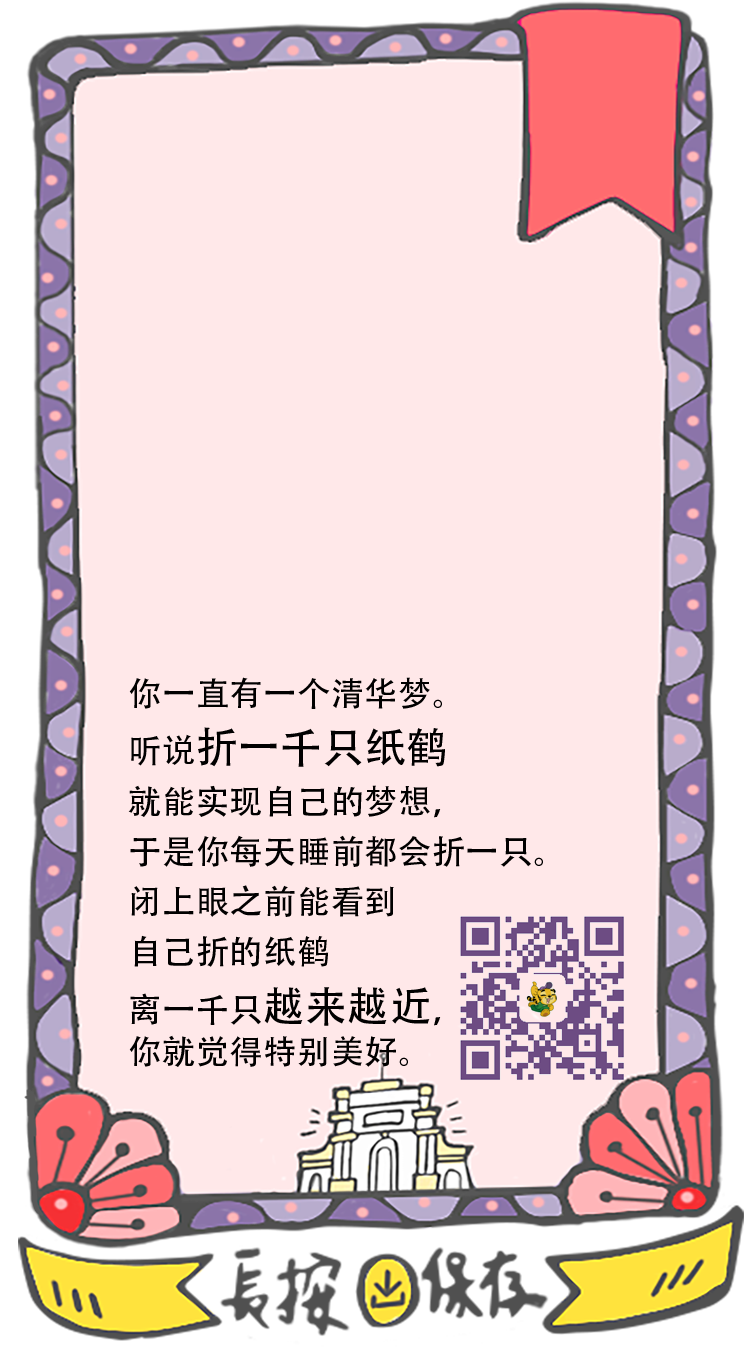 你一直有一个清华梦。
听说折一千只纸鹤
就能实现自己的梦想,
于是你每天睡前都会折一只。
闭上眼之前能看到
自己折的纸鹤
离一千只越来越近,
你就觉得特别美好。
長按保存